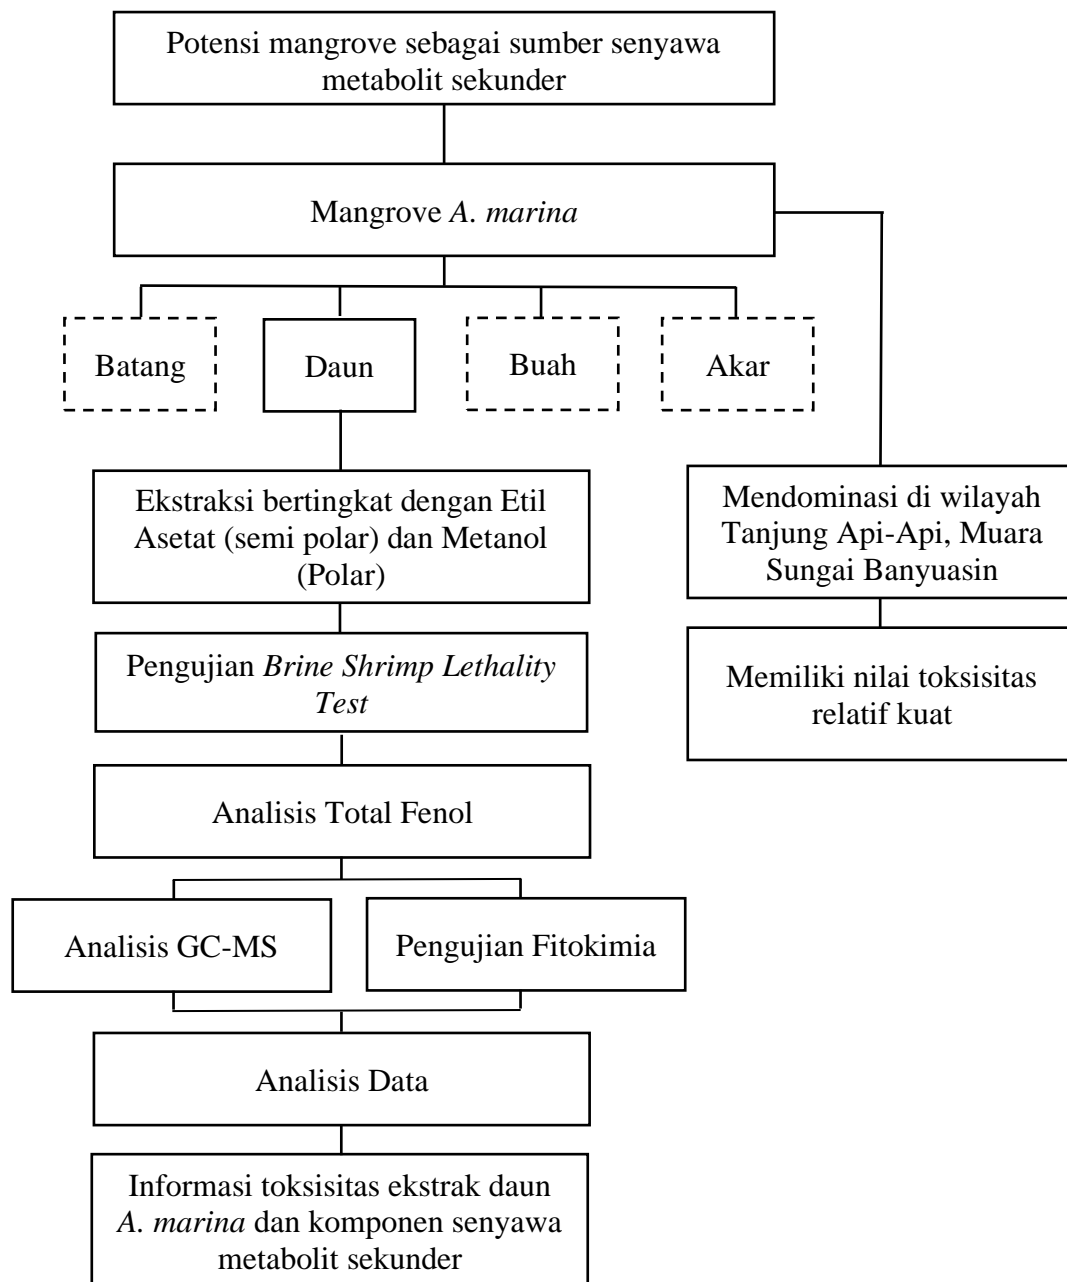 Potensi mangrove sebagai sumber senyawa
metabolit sekunder
Mangrove A. marina
Batang
Daun
Buah
Akar
Ekstraksi bertingkat dengan Etil
Asetat (semi polar) dan Metanol
(Polar)
Mendominasi di wilayah
Tanjung Api-Api, Muara
Sungai Banyuasin
Pengujian Brine Shrimp Lethality
Test
Memiliki nilai toksisitas
relatif kuat
Analisis Total Fenol
Analisis GC-MS
Pengujian Fitokimia
Analisis Data
Informasi toksisitas ekstrak daun
A. marina dan komponen senyawa
metabolit sekunder